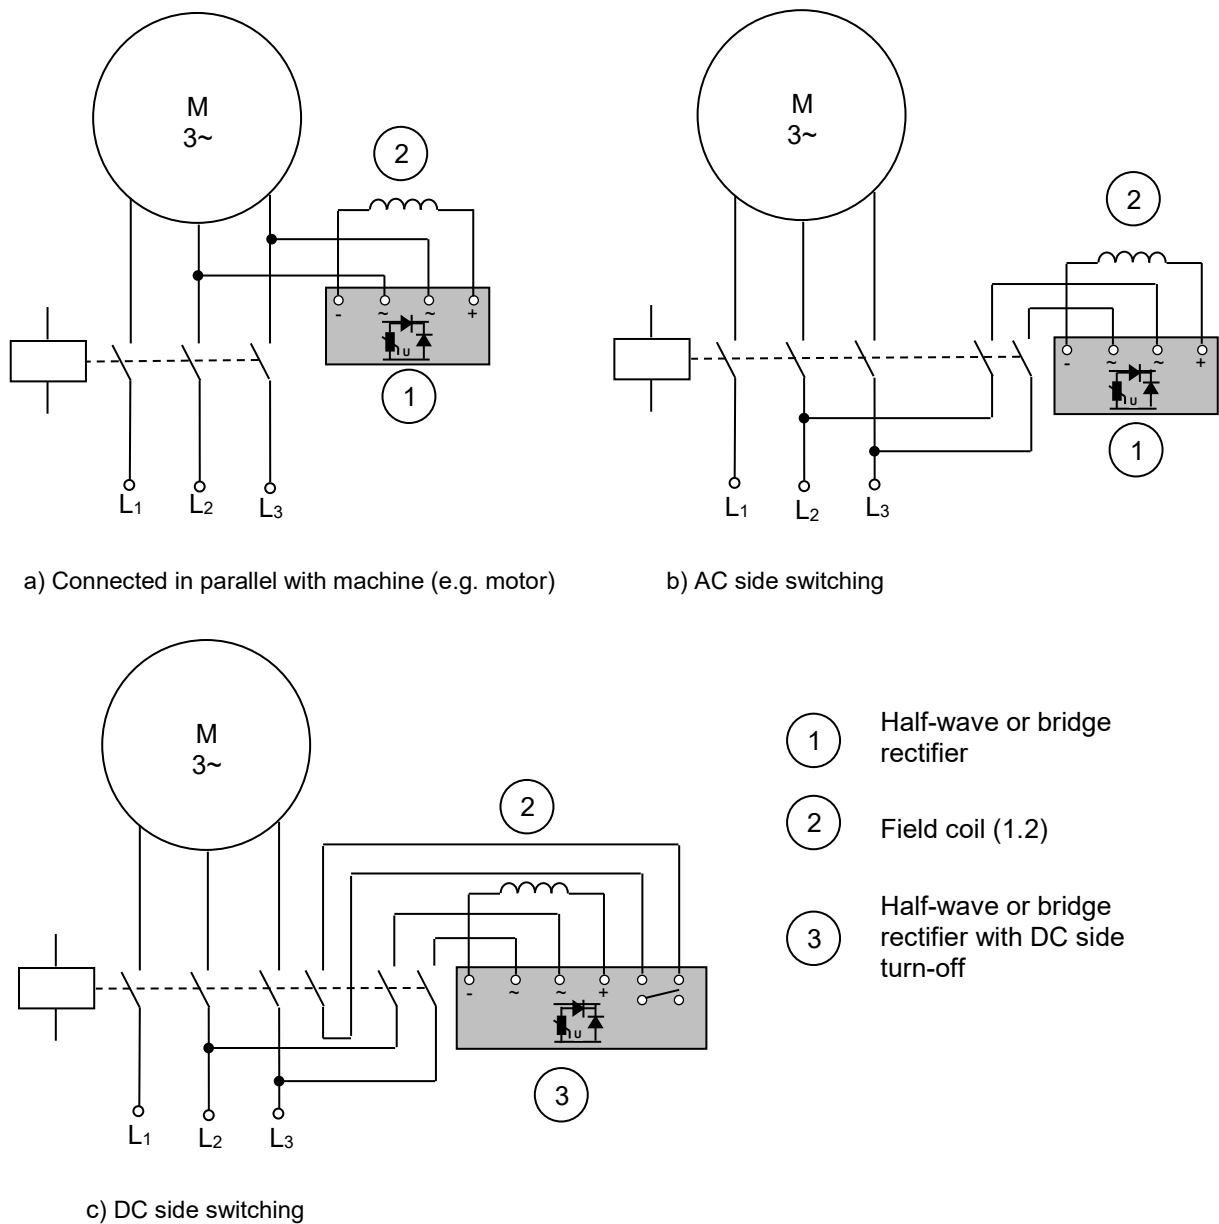 M
3~
2
-
~
~
+
U
1
L1
L2
L3
a) Connected in parallel with machine (e.g. motor)
M
3~
2
-
~
~
+
U
1
L1
L2
L3
b) AC side switching
M
3~
2
-
~
~
+
U
3
L1
L2
L3
c) DC side switching
1
Half-wave or bridge
rectifier
2
Field coil (1.2)
3
Half-wave or bridge
rectifier with DC side
turn-off